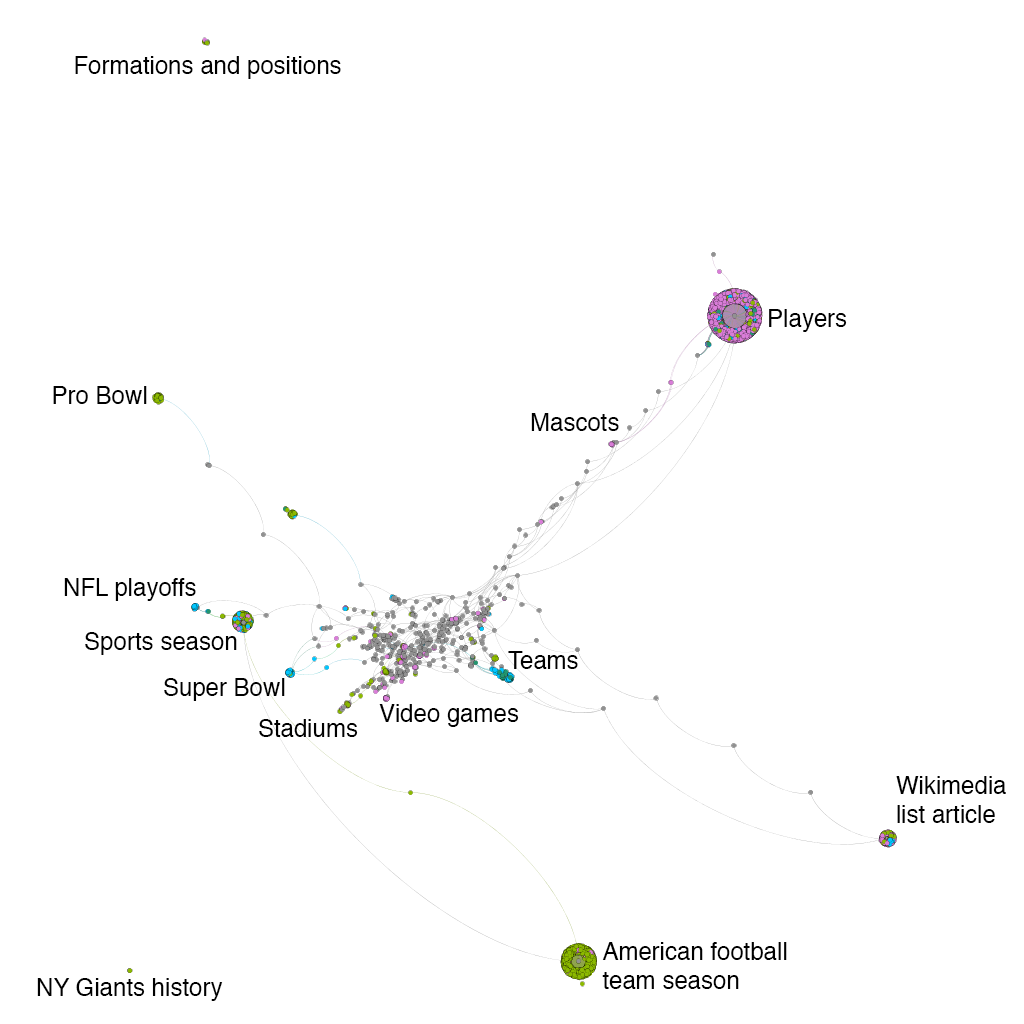 Formations and positions
Players
Pro Bowl
Mascots
NFL playoffs
Sports season
Teams
Super Bowl
Video games
Stadiums
Wikimedia
list article
American football
team season
NY Giants history